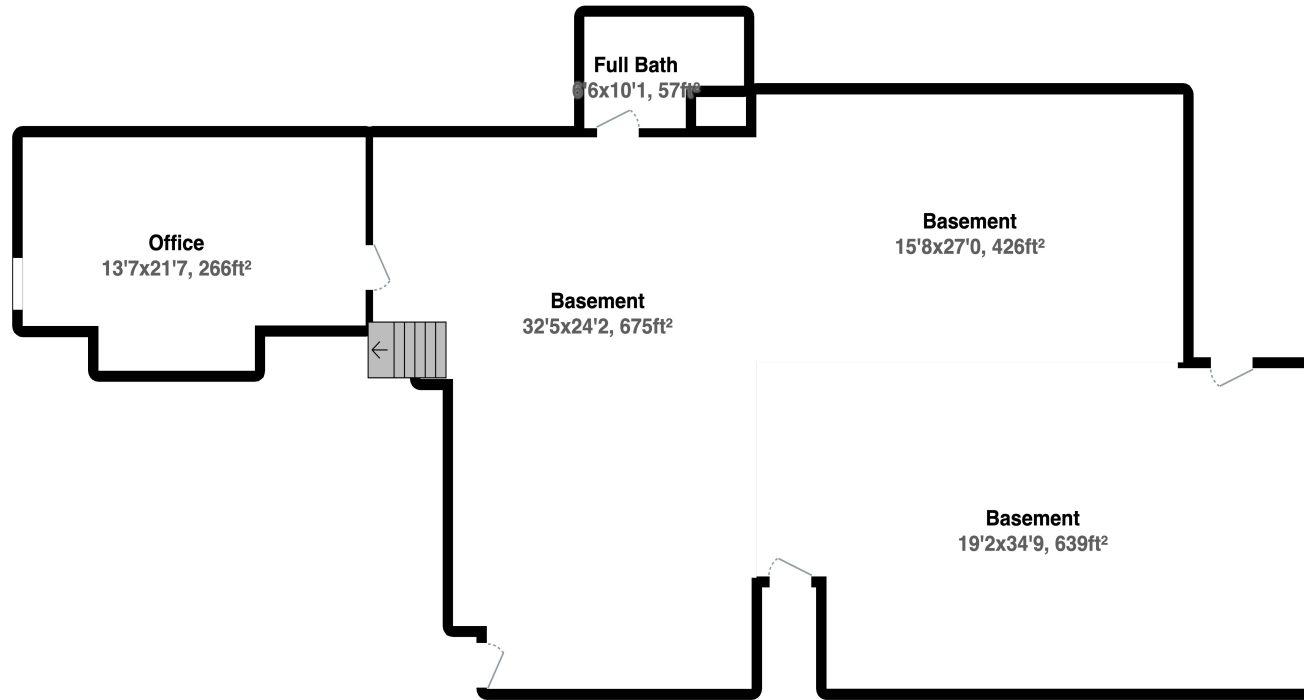 Full Bath
6'6x10'1, 57ft²
Basement
15'8x27'0, 426ft²
Office
13'7x21'7, 266ft²
Basement
32'5x24'2, 675ft²
Basement
19'2x34'9, 639ft²